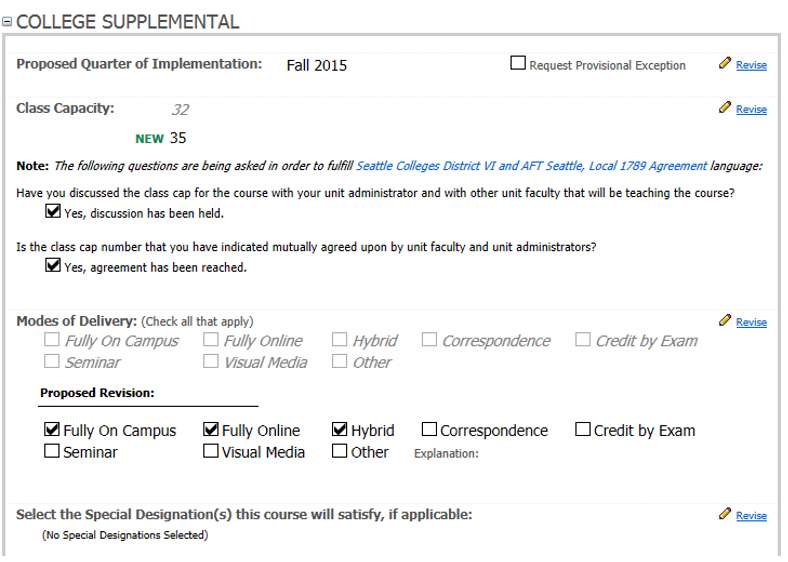 COLLEGE SUPPLEMENTAL
Proposed Quarter of Implementation: Fall 2015 Request Provisional Exception Revise
Class Capacity: 32 Revise
NEW 35
Note: The following questions are being asked in order to fulfill Seattle Colleges District VI and AFT Seattle, Local 1789 Agreement language:
Have you discussed the class cap for the course with your unit administrator and with other unit faculty that will be teaching the course?
Yes, discussion has been held.
Is the class cap number that you have indicated mutually agreed upon by unit faculty and unit administrators?
Yes, agreement has been reached.
Modes of Delivery: (Check all that apply) Revise
Fully On Campus Fully Online Hybrid Correspondence Credit by Exam
Seminar Visual Media Other
Proposed Revision:
Fully On Campus Fully Online Hybrid Correspondence Credit by Exam
Seminar Visual Media Other Explanation:
Select the Special Designation(s) this course will satisfy, if applicable: Revise
(No Special Designations Selected)